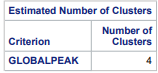 Estimated Number of Clusters
Criterion Number of Clusters
GLOBALPEAK 4